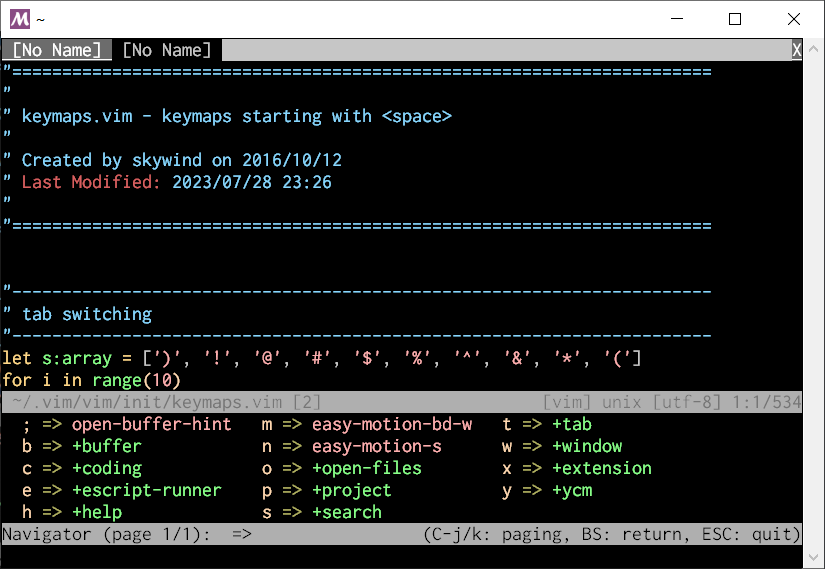 M ~
[No Name] [No Name] X
"======================================================================
"
" keymaps.vim - keymaps starting with <space>
"
" Created by skywind on 2016/10/12
" Last Modified: 2023/07/28 23:26
"
"======================================================================
"----------------------------------------------------------------------
" tab switching
"----------------------------------------------------------------------
let s:array = [')', '!', '@', '#', '$', '%', '^', '&', '*', '(']
for i in range(10)
~/.vim/vim/init/keymaps.vim [2] [vim] unix [utf-8] 1:1/534
; => open-buffer-hint m => easy-motion-bd-w t => +tab
b => +buffer n => easy-motion-s w => +window
c => +coding o => +open-files x => +extension
e => +escript-runner p => +project y => +ycm
h => +help s => +search
Navigator (page 1/1): => (C-j/k: paging, BS: return, ESC: quit)